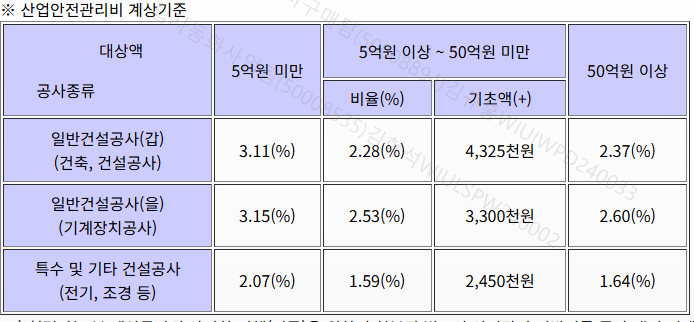 ※ 산업안전관리비 계상기준
대상액
공사종류
5억원 미만
5억원 이상 ~ 50억원 미만
50억원 이상
비율(%)
기초액(+)
일반건설공사(갑)
(건축, 건설공사)
3.11(%)
2.28(%)
4,325천원
2.37(%)
일반건설공사(을)
(기계장치공사)
3.15(%)
2.53(%)
3,300천원
2.60(%)
특수 및 기타 건설공사
(전기, 조경 등)
2.07(%)
1.59(%)
2,450천원
1.64(%)